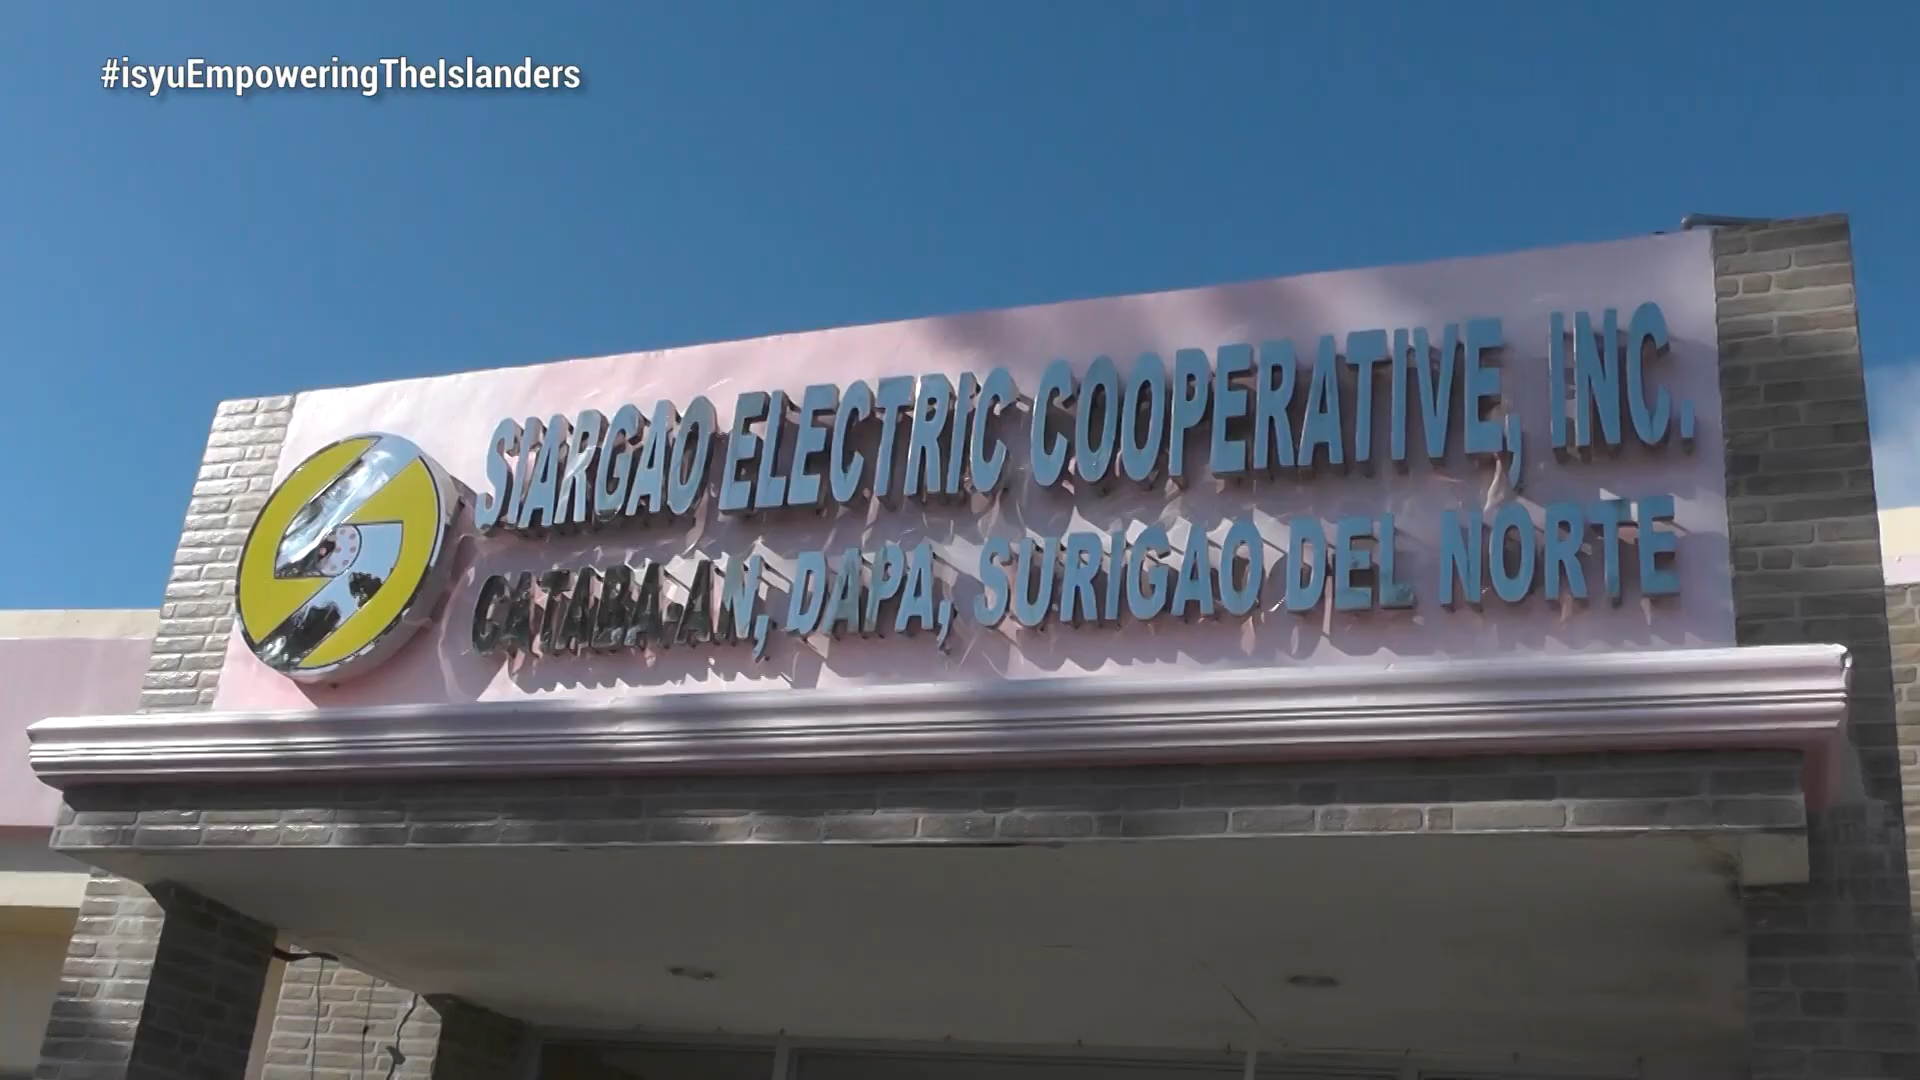 #isyuEmpoweringTheIslanders
SIARGAO ELECTRIC COOPERATIVE, INC.
CATABA-AN, DAPA, SURIGAO DEL NORTE